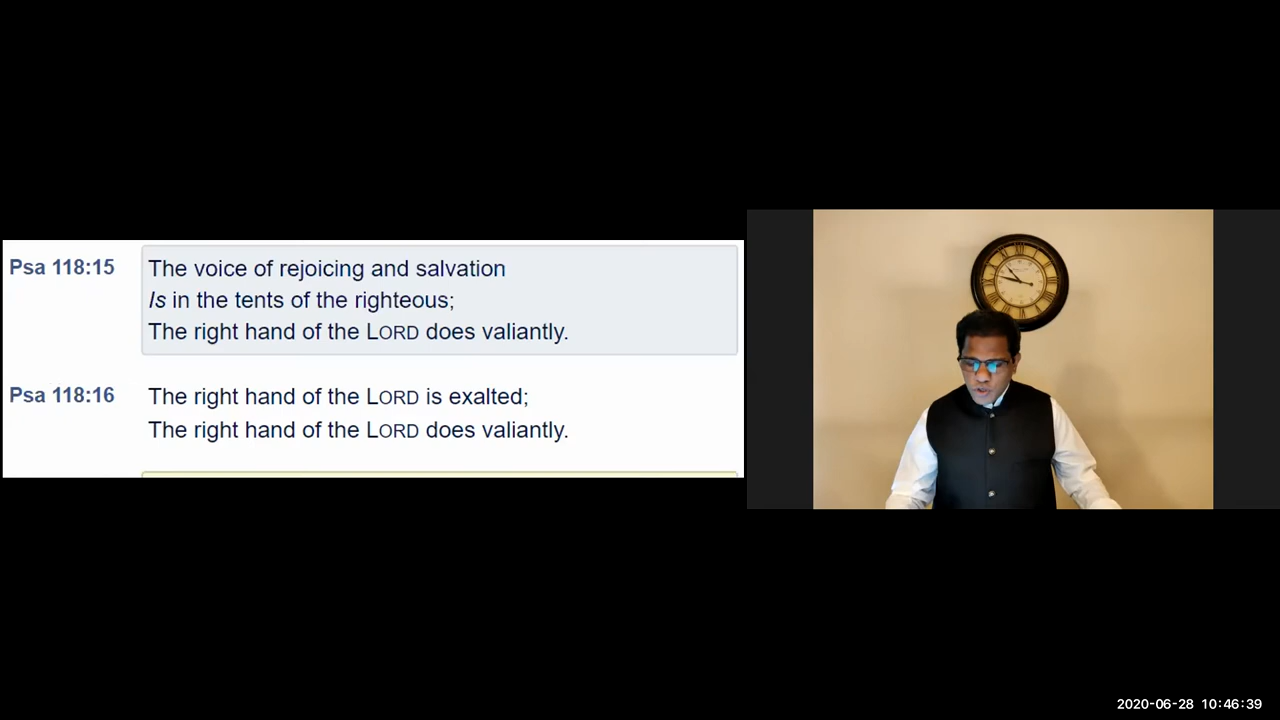 Psa 118:15
The voice of rejoicing and salvation
Is in the tents of the righteous;
The right hand of the LORD does valiantly.
Psa 118:16
The right hand of the LORD is exalted;
The right hand of the LORD does valiantly.
2020-06-28 10:46:39